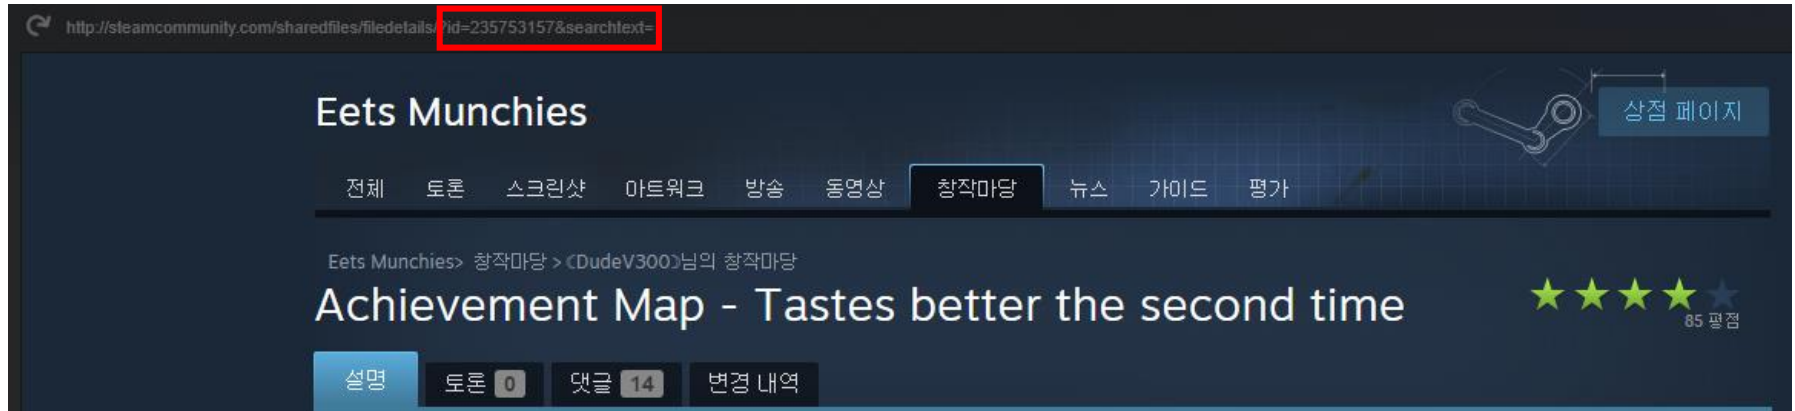 http://steamcommunity.com/sharedfiles/filedetails/?id=235753157&searchtext=
Eets Munchies
상점 페이지
전체 토론 스크린샷 아트워크 방송 동영상 창작마당 뉴스 가이드 평가
Eets Munchies> 창작마당 > ☾DudeV300☽님의 창작마당
Achievement Map - Tastes better the second time
85 평점
설명 토론 0 댓글 14 변경 내역